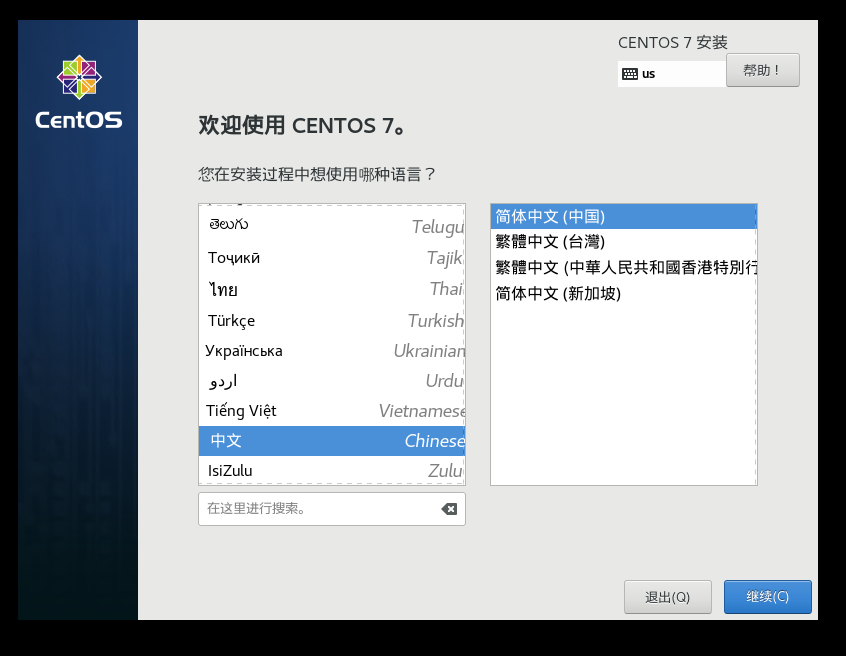 CentOS
CENTOS 7 安装
us
帮助！
欢迎使用 CENTOS 7。
您在安装过程中想使用哪种语言？
తెలుగు Telugu
Тоҷикӣ Tajik
ไทย Thai
Türkçe Turkish
Українська Ukrainian
اردو Urdu
Tiếng Việt Vietnamese
中文 Chinese
IsiZulu Zulu
在这里进行搜索。
简体中文 (中国)
繁體中文 (台灣)
繁體中文 (中華人民共和國香港特別行
简体中文 (新加坡)
退出(Q)
继续(C)